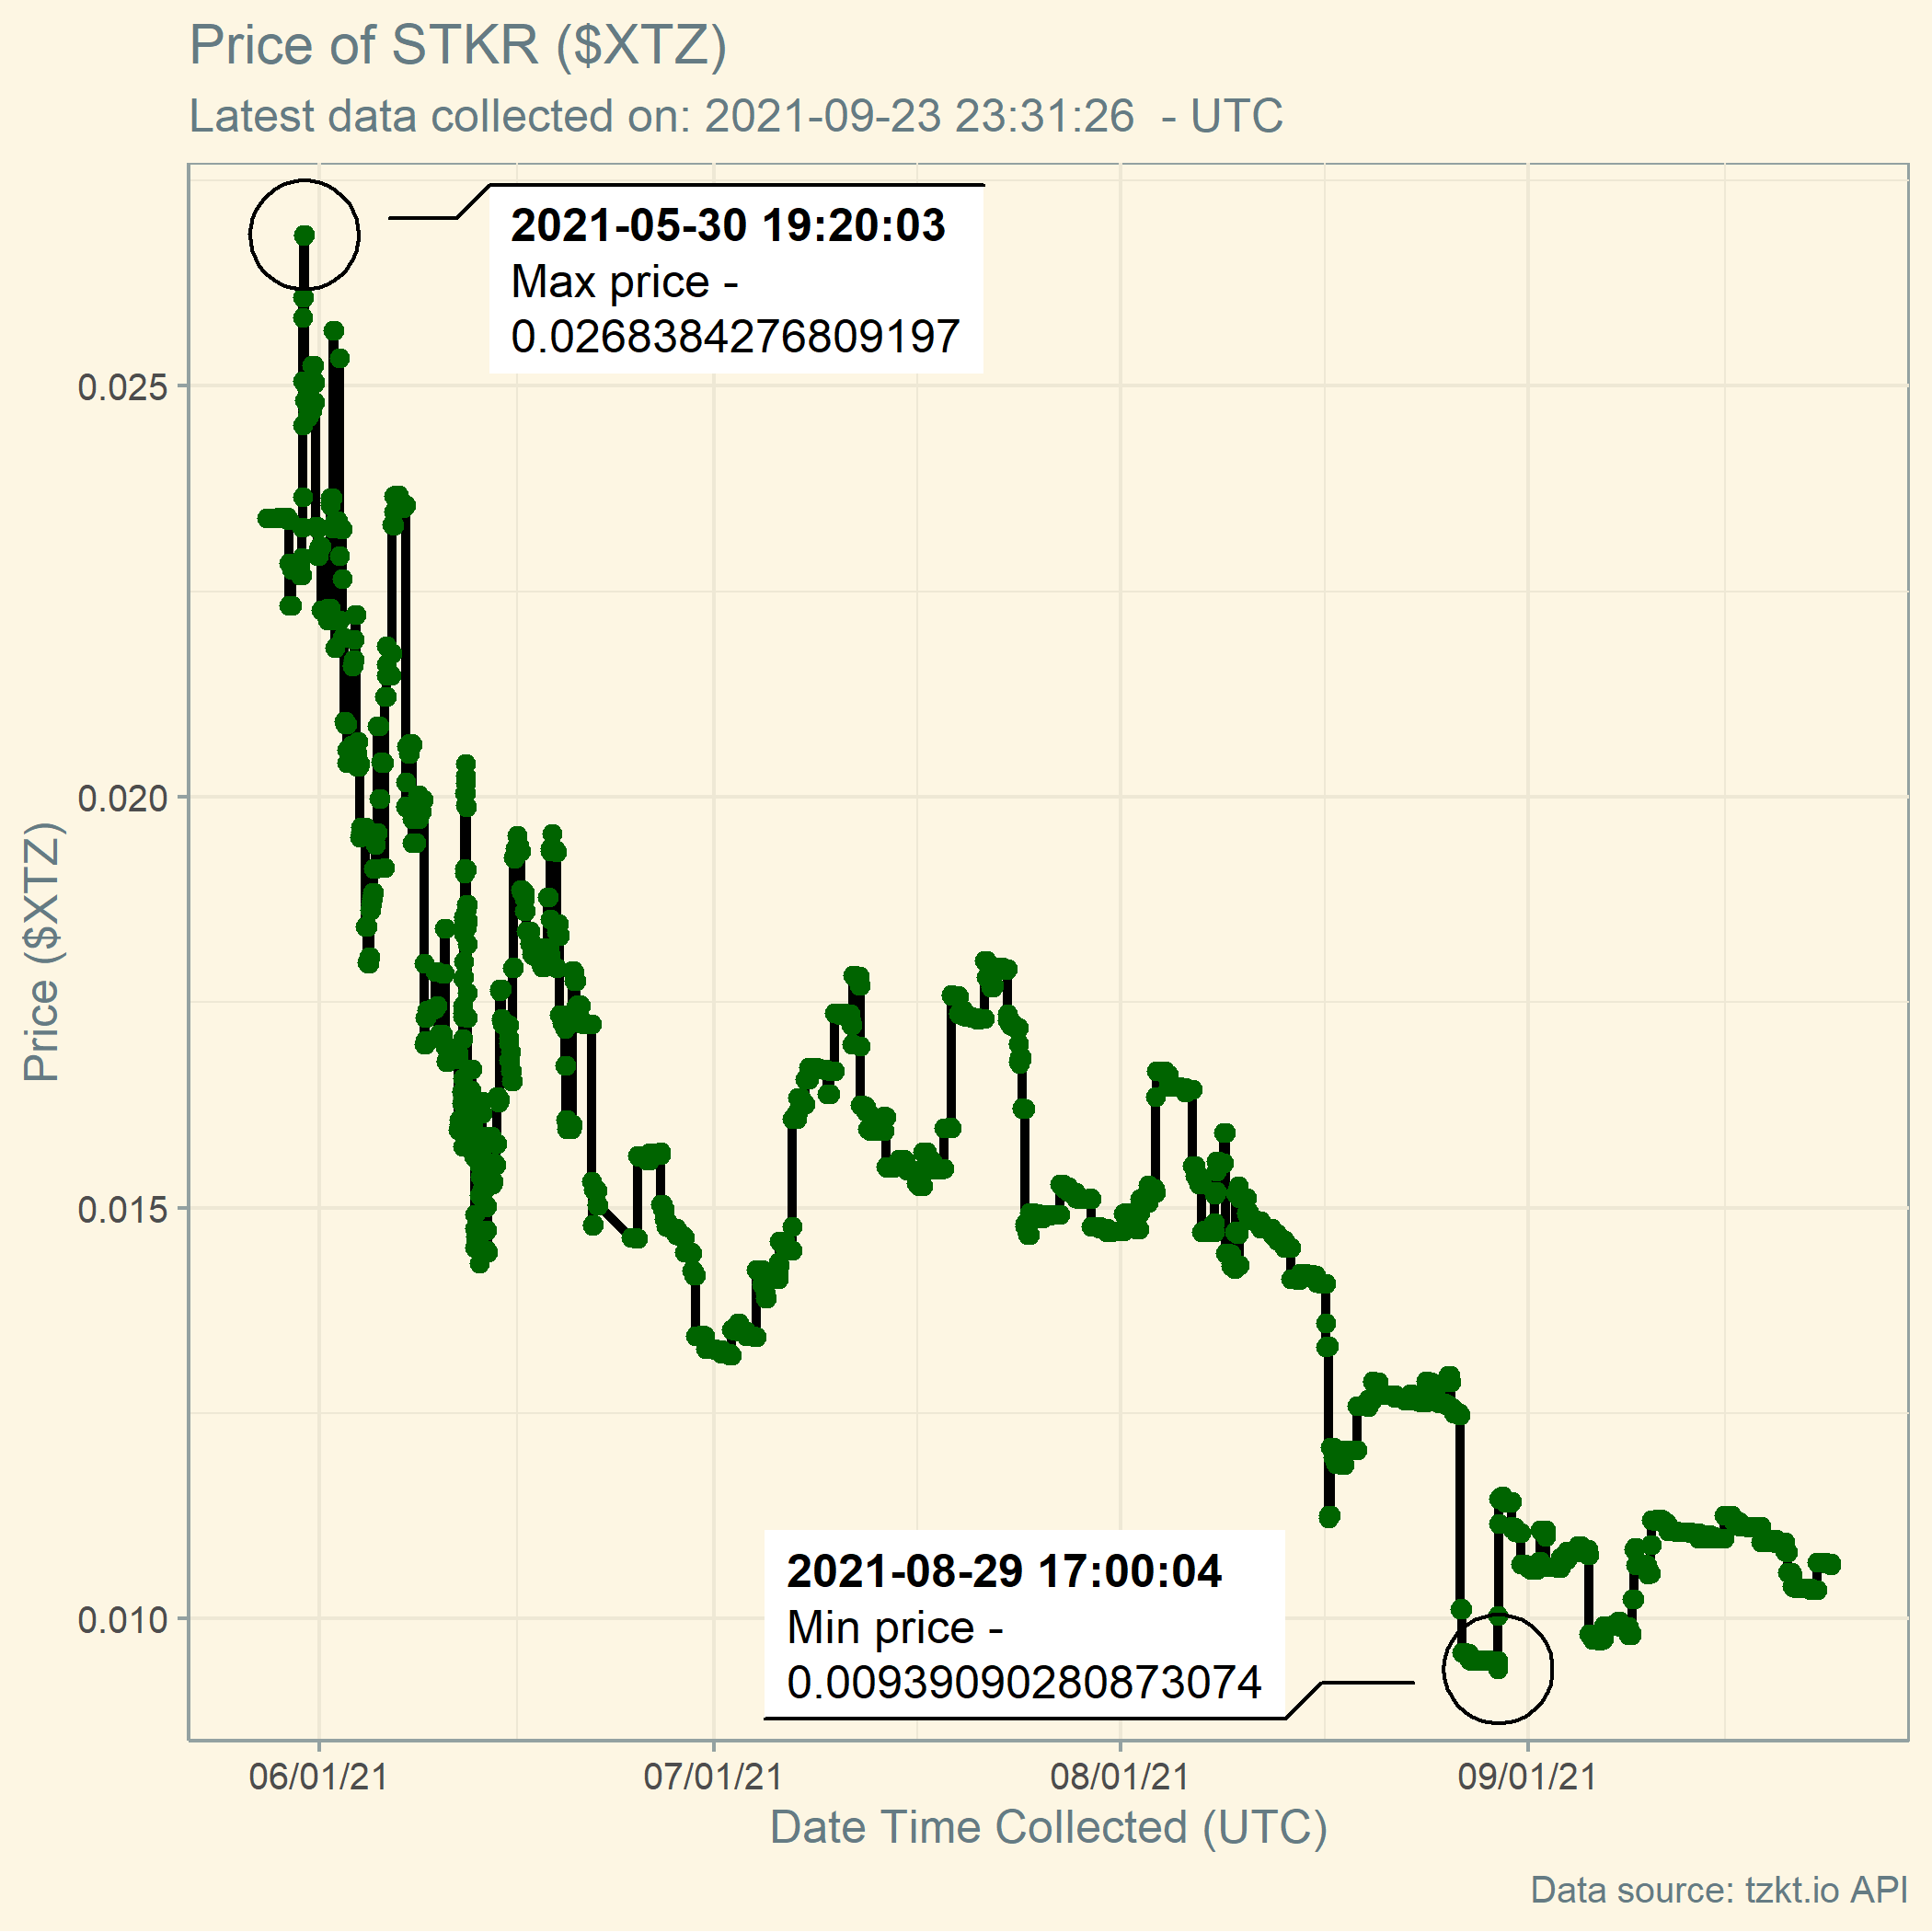 Price of STKR ($XTZ)
Latest data collected on: 2021-09-23 23:31:26  - UTC
2021-05-30 19:20:03
Max price -
0.0268384276809197
0.025
0.020
0.015
0.010
Price ($XTZ)
2021-08-29 17:00:04
Min price -
0.00939090280873074
06/01/21
07/01/21
08/01/21
09/01/21
Date Time Collected (UTC)
Data source: tzkt.io API